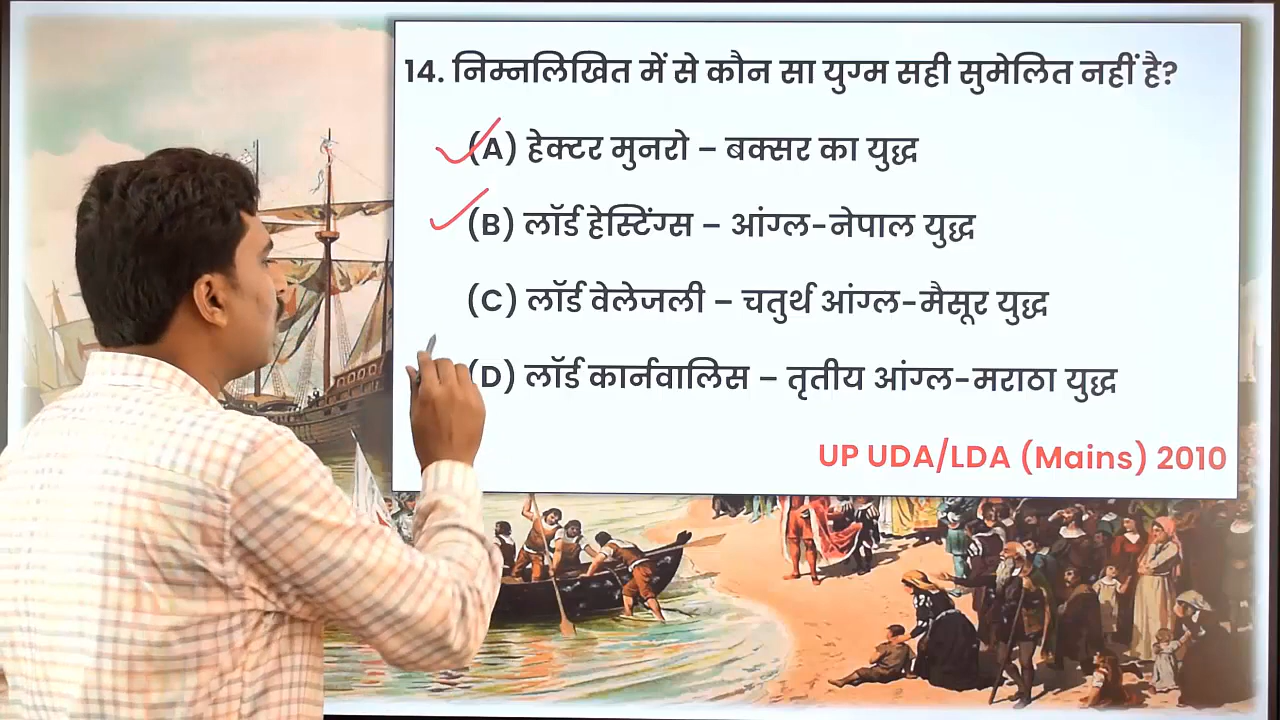 14. निम्नलिखित में से कौन सा युग्म सही सुमेलित नहीं है?
(A) हेक्टर मुनरो – बक्सर का युद्ध
(B) लॉर्ड हेस्टिंग्स – आंग्ल-नेपाल युद्ध
(C) लॉर्ड वेलेजली – चतुर्थ आंग्ल-मैसूर युद्ध
(D) लॉर्ड कार्नवालिस – तृतीय आंग्ल-मराठा युद्ध
UP UDA/LDA (Mains) 2010